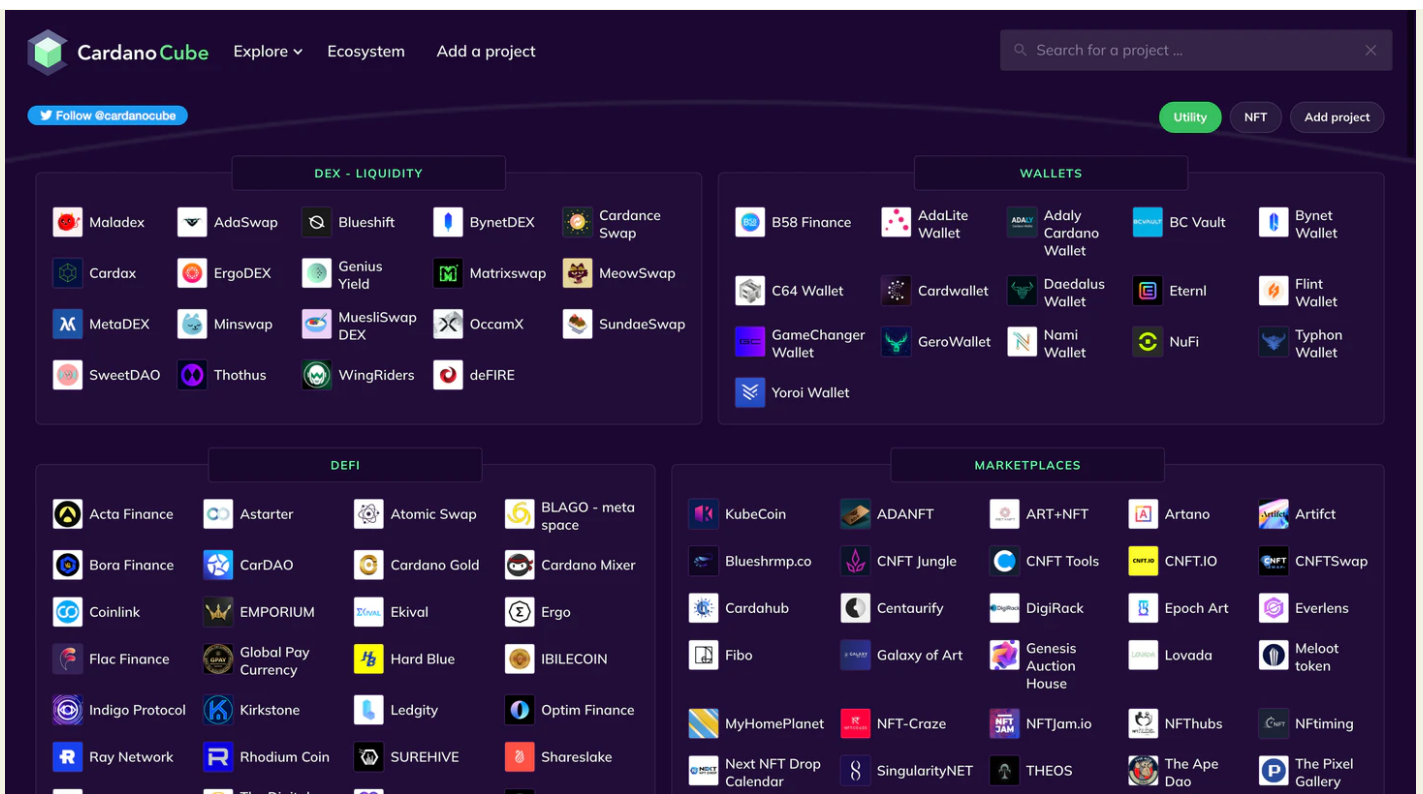 Cardano Cube
Explore
Ecosystem
Add a project
Search for a project ...
Follow @cardanocube
Utility
NFT
Add project
DEX - LIQUIDITY
Maladex
AdaSwap
Blueshift
BynetDEX
Cardance
Swap
Cardax
ErgoDEX
Genius
Yield
Matrixswap
MeowSwap
MetaDEX
Minswap
MuesliSwap
DEX
OccamX
SundaeSwap
SweetDAO
Thothus
WingRiders
deFIRE
WALLETS
B58 Finance
AdaLite
Wallet
Adaly
Cardano
Wallet
BC Vault
Bynet
Wallet
C64 Wallet
Cardwallet
Daedalus
Wallet
Eternl
Flint
Wallet
GameChanger
Wallet
GeroWallet
Nami
Wallet
NuFi
Typhon
Wallet
Yoroi Wallet
DEFI
Acta Finance
Astarter
Atomic Swap
BLAGO - meta
space
Bora Finance
CarDAO
Cardano Gold
Cardano Mixer
Coinlink
EMPORIUM
Ekival
Ergo
Flac Finance
Global Pay
Currency
Hard Blue
IBILECOIN
Indigo Protocol
Kirkstone
Ledgity
Optim Finance
Ray Network
Rhodium Coin
SUREHIVE
Shareslake
MARKETPLACES
KubeCoin
ADANFT
ART+NFT
Artano
Artifct
Blueshrmp.co
CNFT Jungle
CNFT Tools
CNFT.IO
CNFTSwap
Cardahub
Centaurify
DigiRack
Epoch Art
Everlens
Fibo
Galaxy of Art
Genesis
Auction
House
Lovada
Meloot
token
MyHomePlanet
NFT-Craze
NFTJam.io
NFThubs
NFtiming
Next NFT Drop
Calendar
SingularityNET
THEOS
The Ape
Dao
The Pixel
Gallery